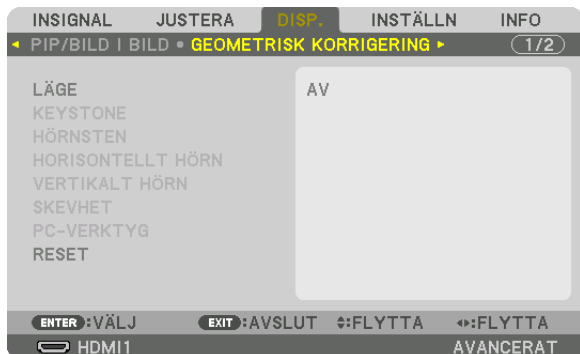 INSIGNAL JUSTERA DISP. INSTÄLLN INFO
◂ PIP/BILD I BILD • GEOMETRISK KORRIGERING ▸ 1/2
LÄGE AV
KEYSTONE
HÖRNSTEN
HORISONTELLT HÖRN
VERTIKALT HÖRN
SKEVHET
PC-VERKTYG
RESET
ENTER:VÄLJ EXIT:AVSLUT ♦:FLYTTA ◂▸:FLYTTA
HDMI1 AVANCERAT